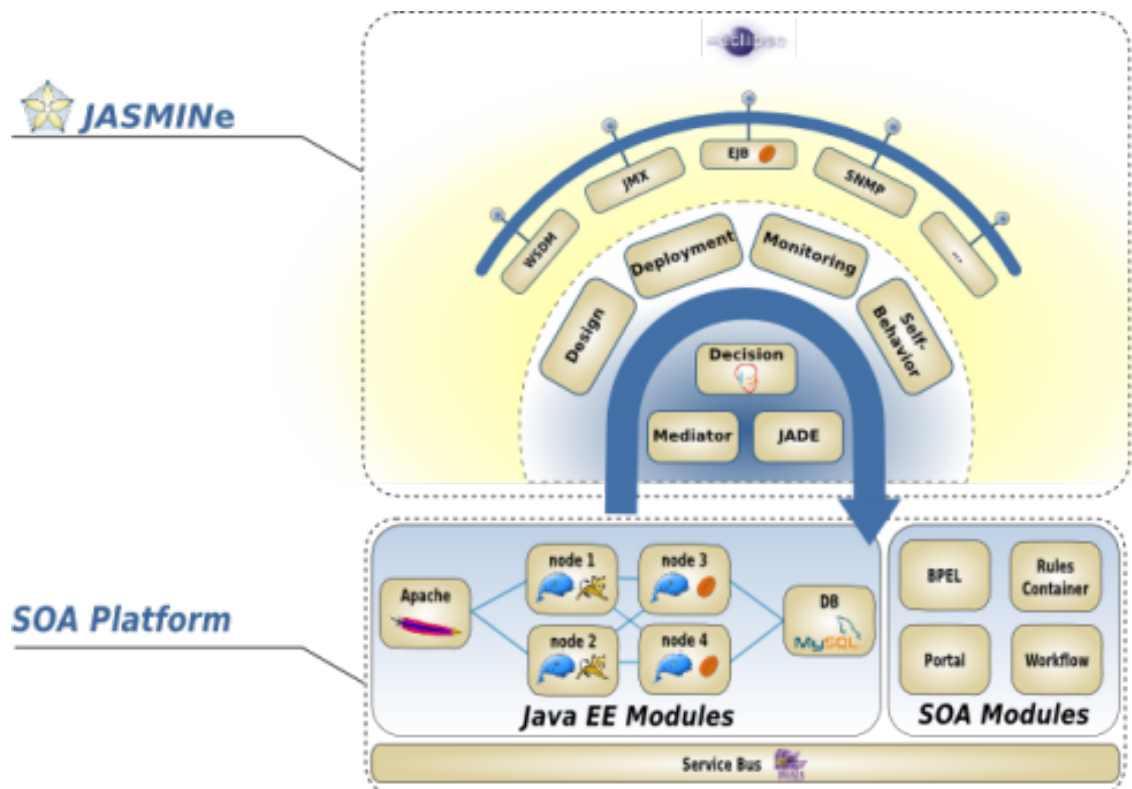 eclipse
JASMINe
EJB
JMX
SNMP
WSDM
...
Deployment
Monitoring
Design
Self-
Behavior
Decision
Mediator
JADE
SOA Platform
Apache
node 1
node 3
node 2
node 4
DB
MySQL
Java EE Modules
BPEL
Rules
Container
Portal
Workflow
SOA Modules
Service Bus